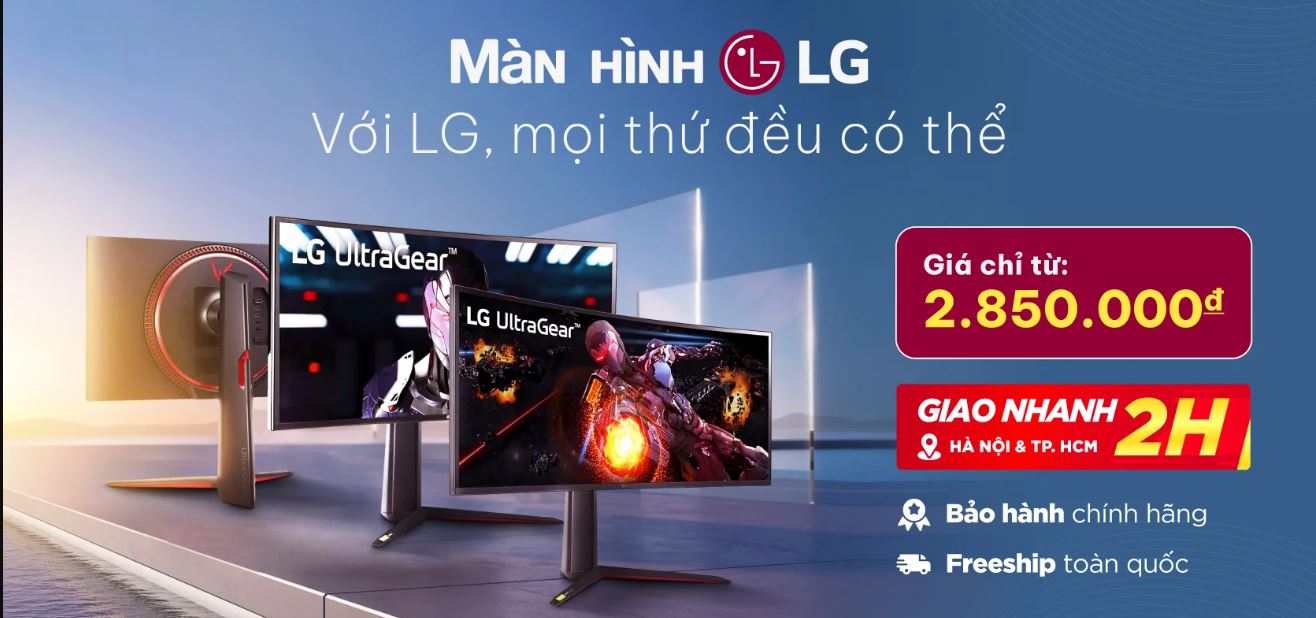 Màn hình LG LG
Với LG, mọi thứ đều có thể
LG UltraGear™
LG UltraGear™
Giá chỉ từ:
2.850.000đ
GIAO NHANH 2H
HÀ NỘI & TP. HCM
Bảo hành chính hãng
Freeship toàn quốc